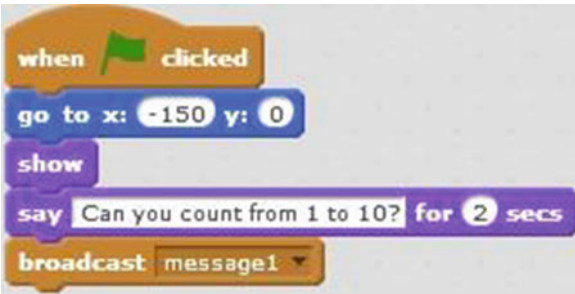 when clicked
go to x: -150 y: 0
show
say Can you count from 1 to 10? for 2 secs
broadcast message1